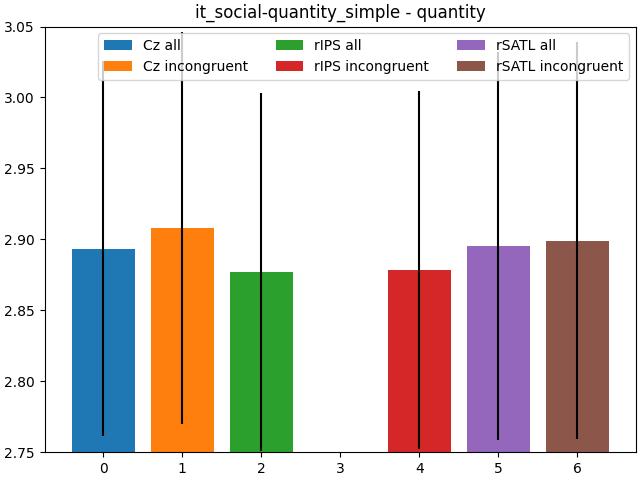 it_social-quantity_simple - quantity
Cz all
rIPS all
rSATL all
Cz incongruent
rIPS incongruent
rSATL incongruent
3.05
3.00
2.95
2.90
2.85
2.80
2.75
0 1 2 3 4 5 6